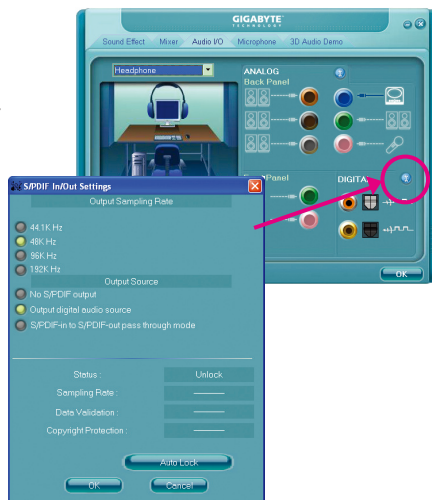 GIGABYTE
TECHNOLOGY
Sound Effect Mixer Audio I/O Microphone 3D Audio Demo
Headphone
ANALOG
Back Panel
Panel
DIGITA
OK
S/PDIF In/Out Settings
Output Sampling Rate
44.1K Hz
48K Hz
96K Hz
192K Hz
Output Source
No S/PDIF output
Output digital audio source
S/PDIF-in to S/PDIF-out pass through mode
Status : Unlock
Sampling Rate :
Data Validation :
Copyright Protection :
Auto Lock
OK Cancel